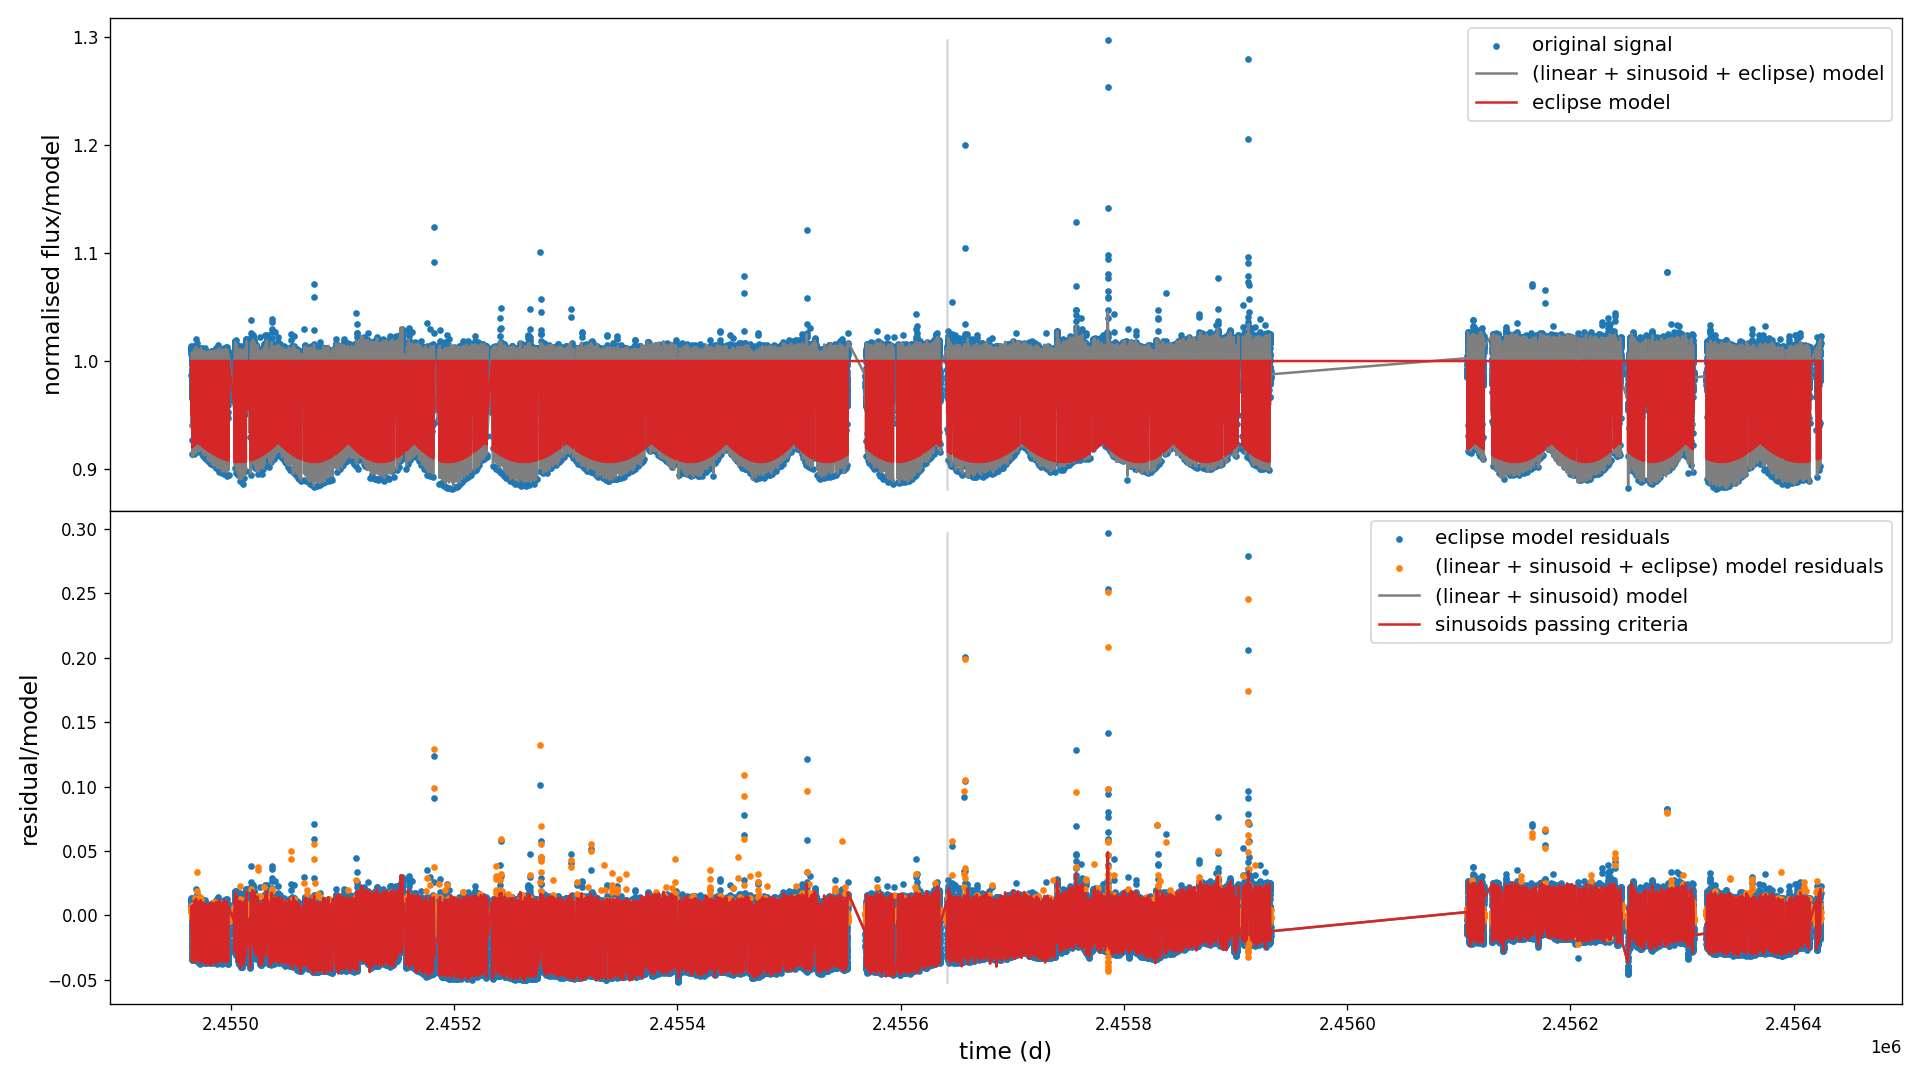 1.3
1.2
1.1
1.0
0.9
normalised flux/model
original signal
(linear + sinusoid + eclipse) model
eclipse model
0.30
0.25
0.20
0.15
0.10
0.05
0.00
−0.05
residual/model
eclipse model residuals
(linear + sinusoid + eclipse) model residuals
(linear + sinusoid) model
sinusoids passing criteria
2.4550 2.4552 2.4554 2.4556 2.4558 2.4560 2.4562 2.4564
1e6
time (d)